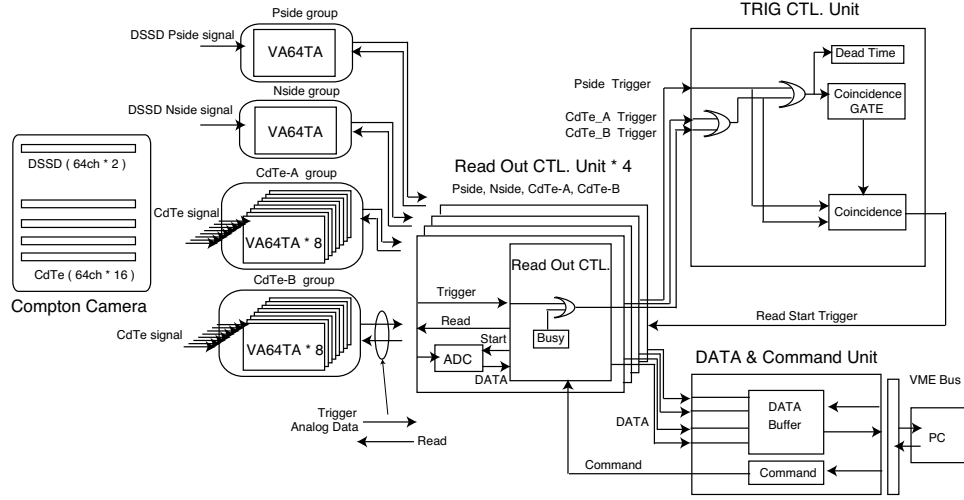 Pside group
DSSD Pside signal
VA64TA
Nside group
DSSD Nside signal
VA64TA
DSSD ( 64ch * 2 )
CdTe ( 64ch * 16 )
Compton Camera
CdTe-A group
CdTe signal
VA64TA * 8
CdTe-B group
CdTe signal
VA64TA * 8
Trigger
Analog Data
Read
Read Out CTL. Unit * 4
Pside, Nside, CdTe-A, CdTe-B
Read Out CTL.
Trigger
Read
Busy
Start
ADC
DATA
TRIG CTL. Unit
Dead Time
Pside Trigger
Coincidence
GATE
CdTe_A Trigger
CdTe_B Trigger
Coincidence
Read Start Trigger
DATA & Command Unit
VME Bus
DATA
Buffer
DATA
PC
Command
Command